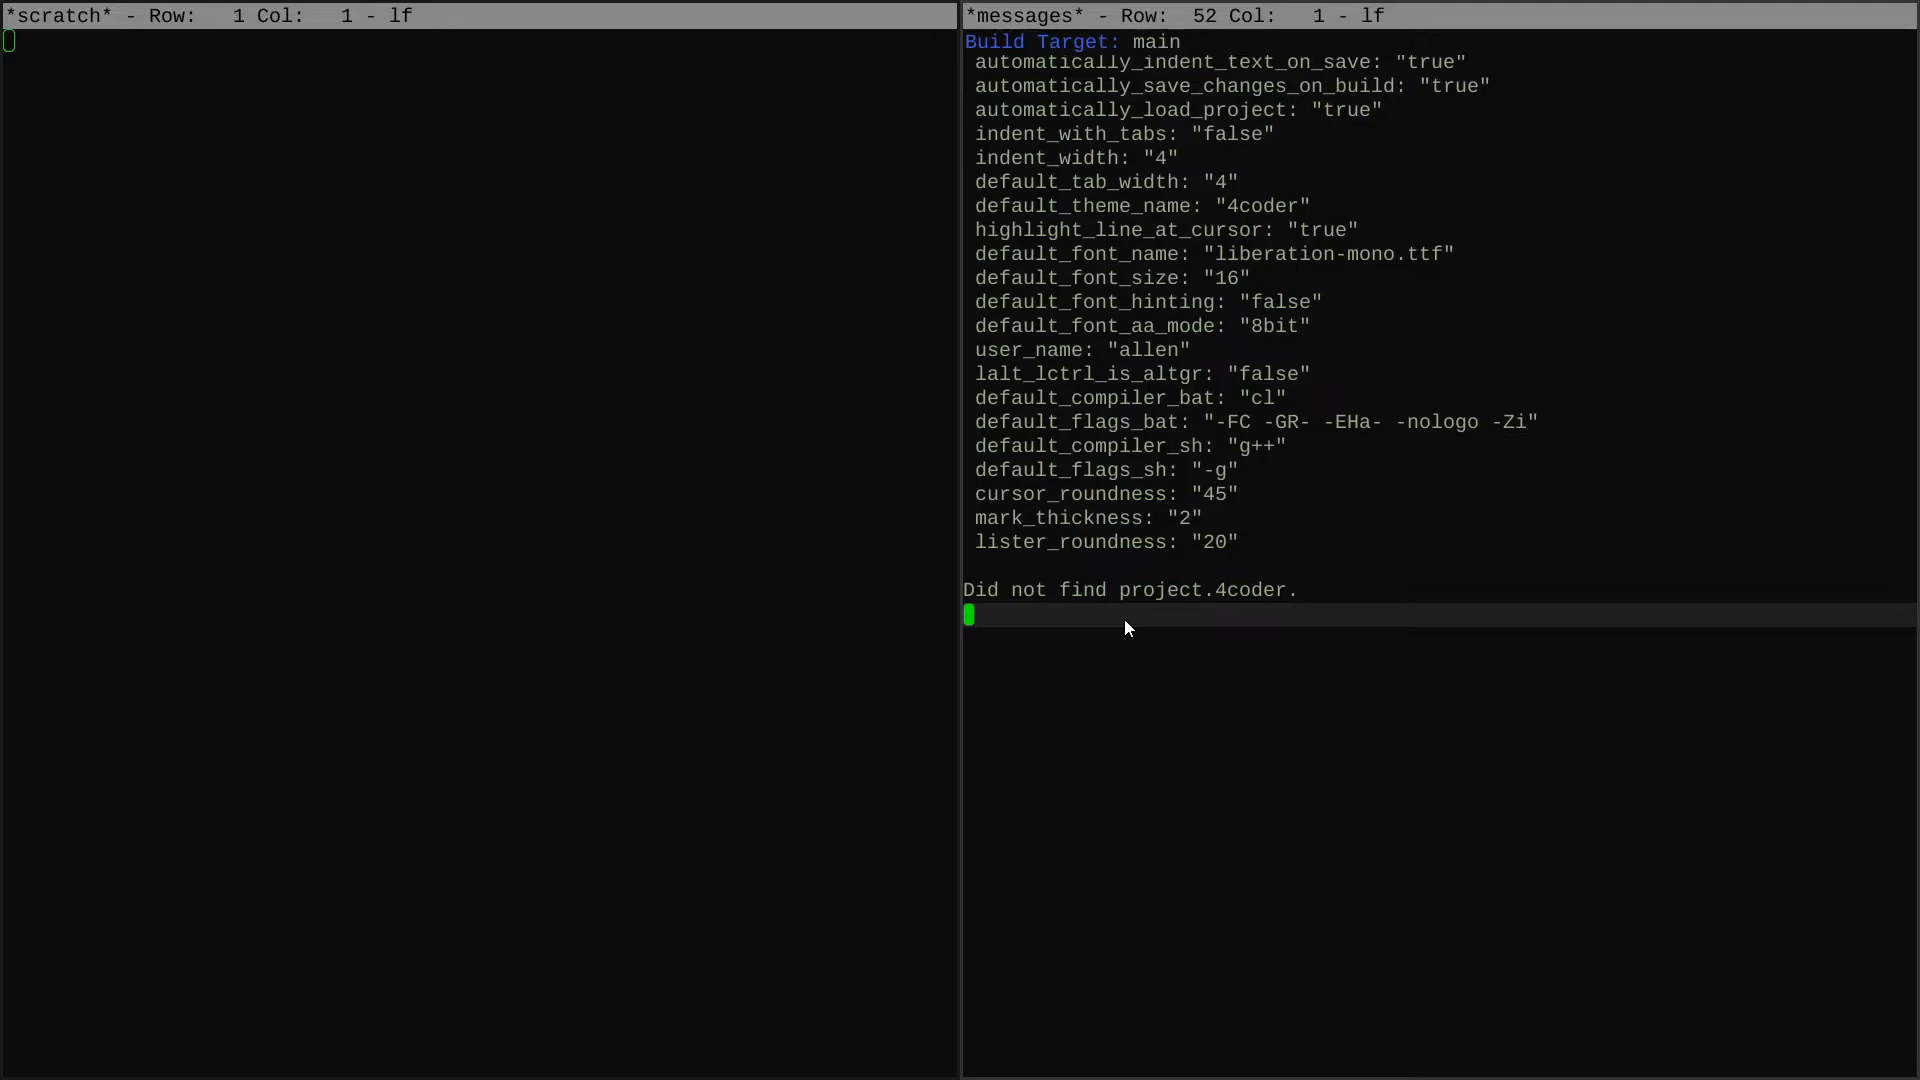 *scratch* - Row:   1 Col:   1 - lf
*messages* - Row:  52 Col:   1 - lf
Build Target: main
automatically_indent_text_on_save: "true"
automatically_save_changes_on_build: "true"
automatically_load_project: "true"
indent_with_tabs: "false"
indent_width: "4"
default_tab_width: "4"
default_theme_name: "4coder"
highlight_line_at_cursor: "true"
default_font_name: "liberation-mono.ttf"
default_font_size: "16"
default_font_hinting: "false"
default_font_aa_mode: "8bit"
user_name: "allen"
lalt_lctrl_is_altgr: "false"
default_compiler_bat: "cl"
default_flags_bat: "-FC -GR- -EHa- -nologo -Zi"
default_compiler_sh: "g++"
default_flags_sh: "-g"
cursor_roundness: "45"
mark_thickness: "2"
lister_roundness: "20"
Did not find project.4coder.